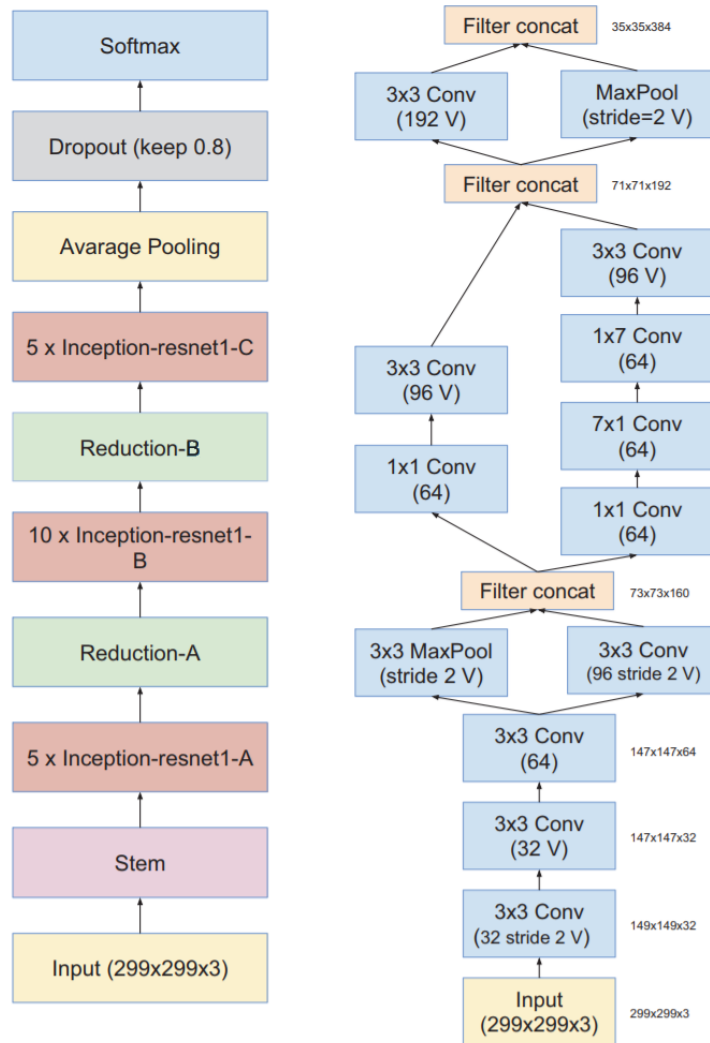 Softmax
Dropout (keep 0.8)
Avarage Pooling
5 x Inception-resnet1-C
Reduction-B
10 x Inception-resnet1-
B
Reduction-A
5 x Inception-resnet1-A
Stem
Input (299x299x3)
Filter concat
35x35x384
3x3 Conv
(192 V)
MaxPool
(stride=2 V)
Filter concat
71x71x192
3x3 Conv
(96 V)
1x7 Conv
(64)
3x3 Conv
(96 V)
7x1 Conv
(64)
1x1 Conv
(64)
1x1 Conv
(64)
Filter concat
73x73x160
3x3 MaxPool
(stride 2 V)
3x3 Conv
(96 stride 2 V)
3x3 Conv
(64)
147x147x64
3x3 Conv
(32 V)
147x147x32
3x3 Conv
(32 stride 2 V)
149x149x32
Input
(299x299x3)
299x299x3